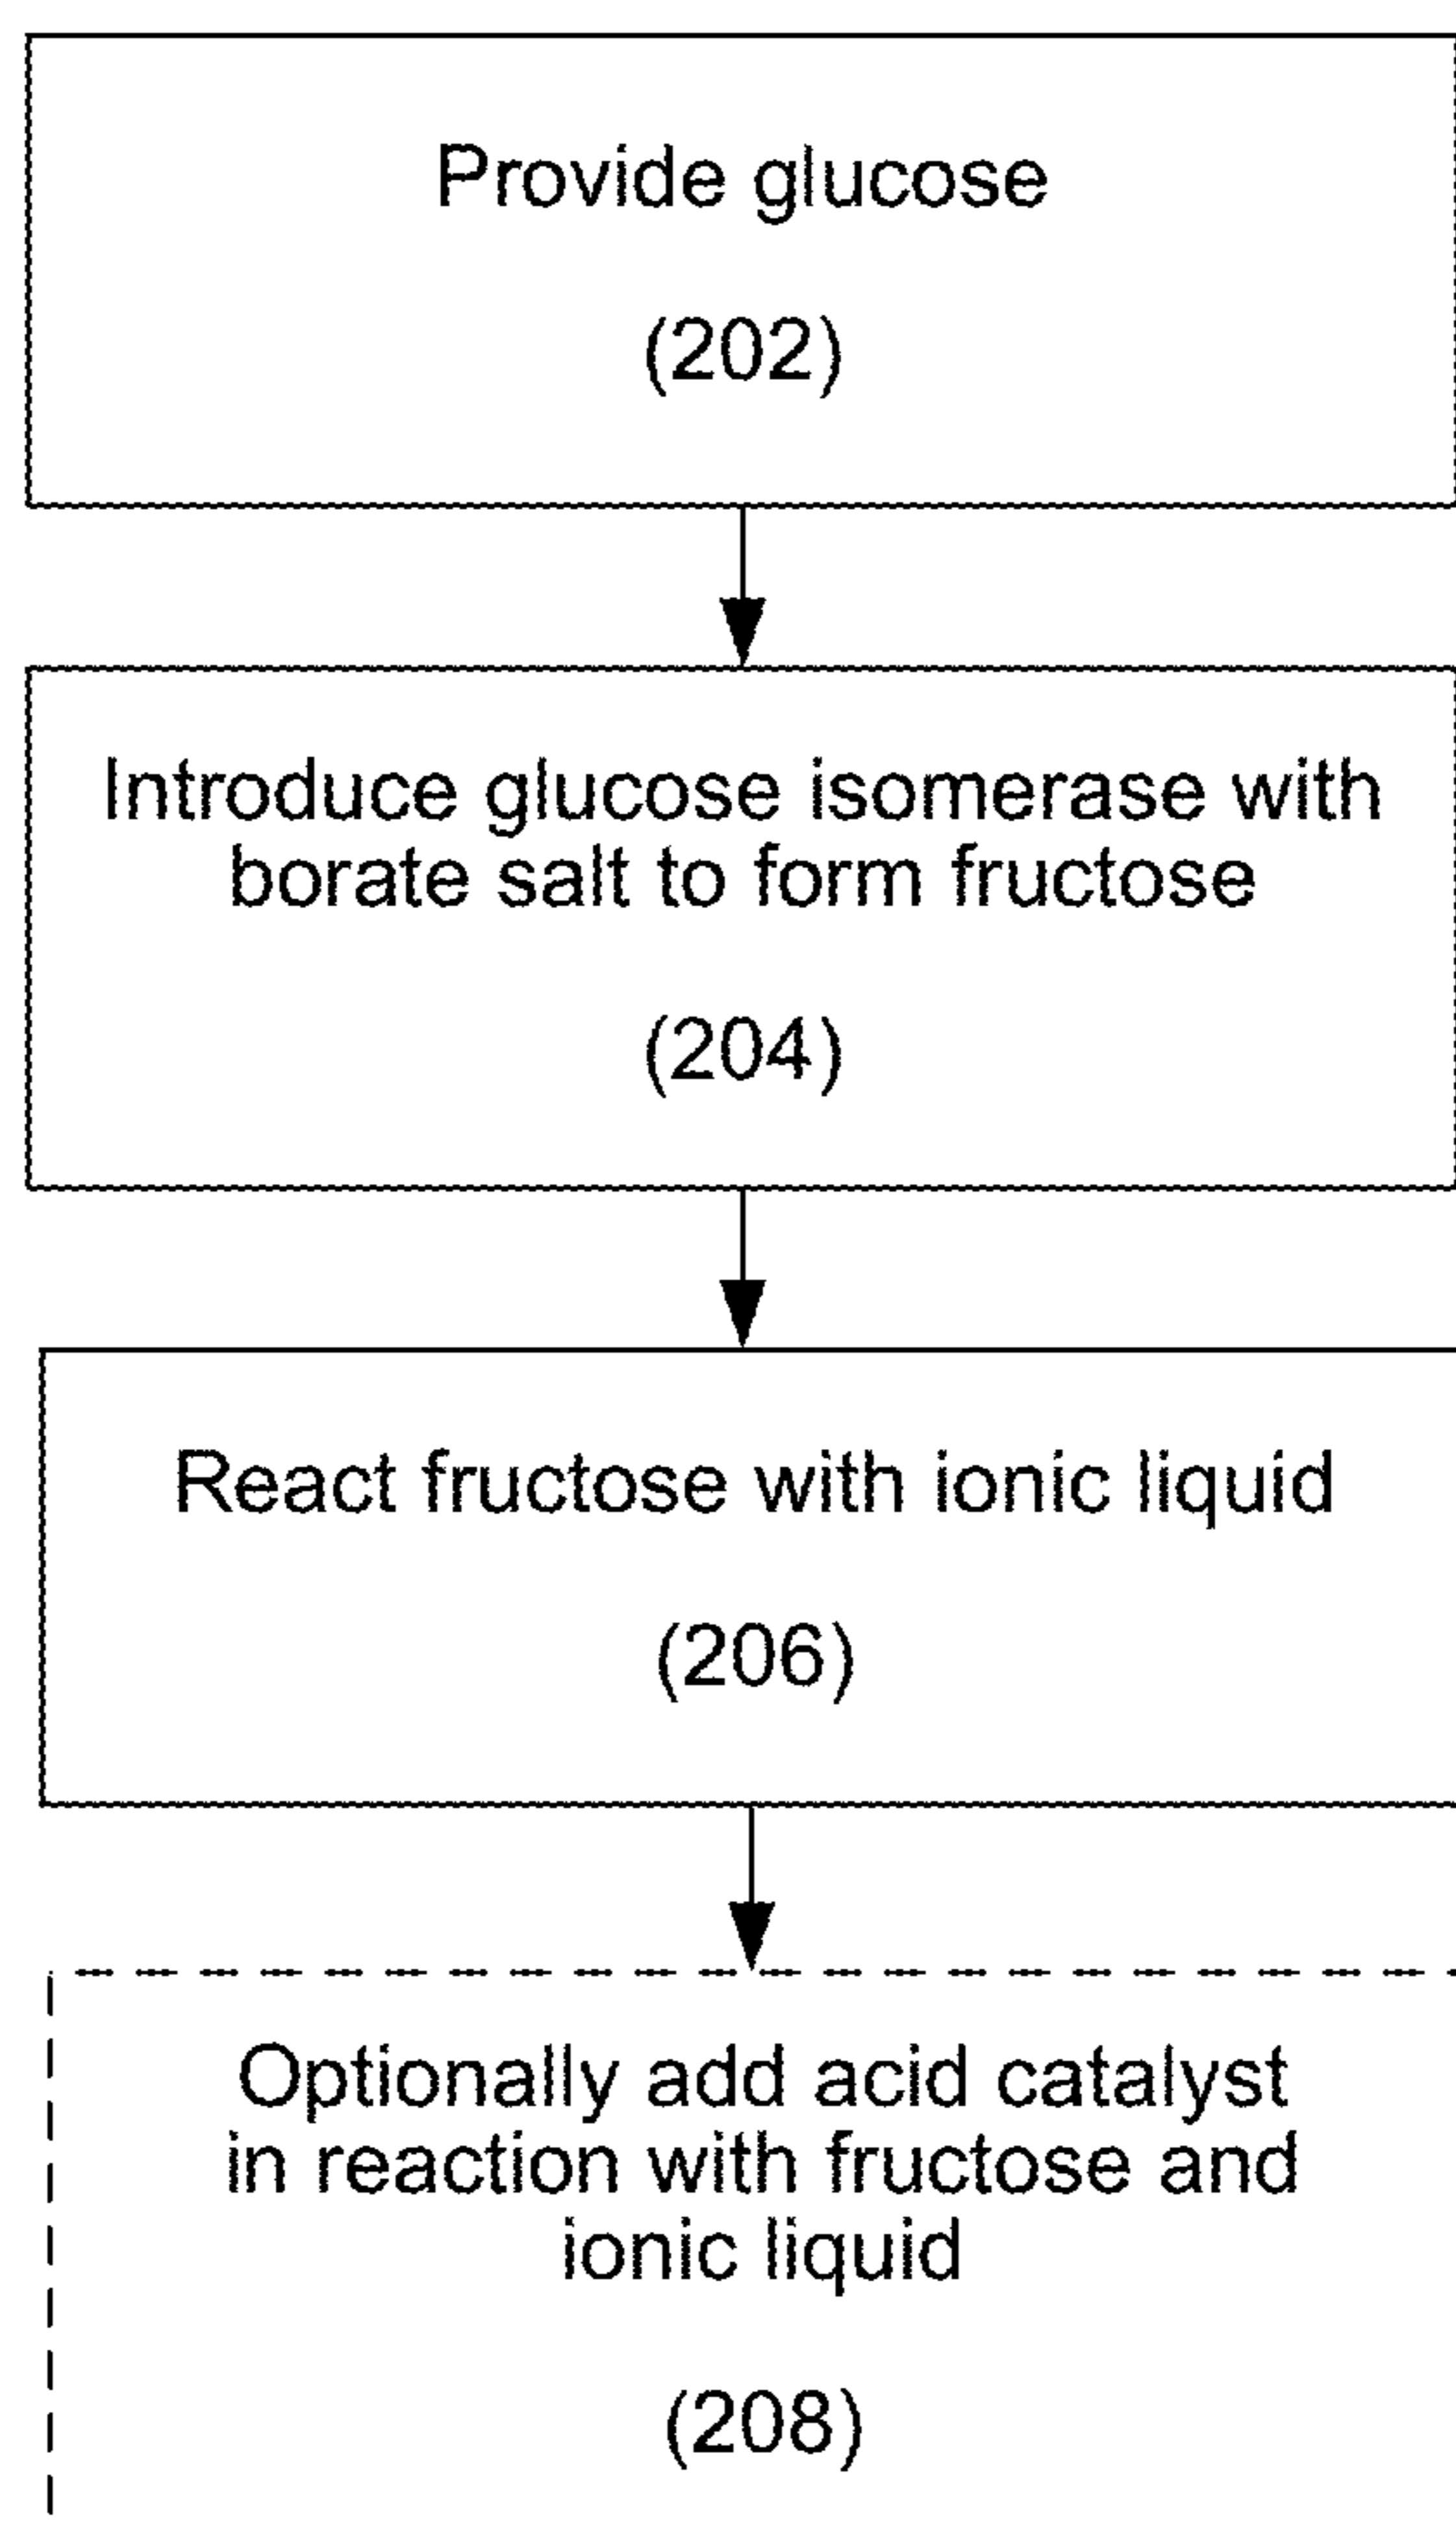 Provide glucose
(202)
Introduce glucose isomerase with
borate salt to form fructose
(204)
React fructose with ionic liquid
(206)
Optionally add acid catalyst
in reaction with fructose and
ionic liquid
(208)